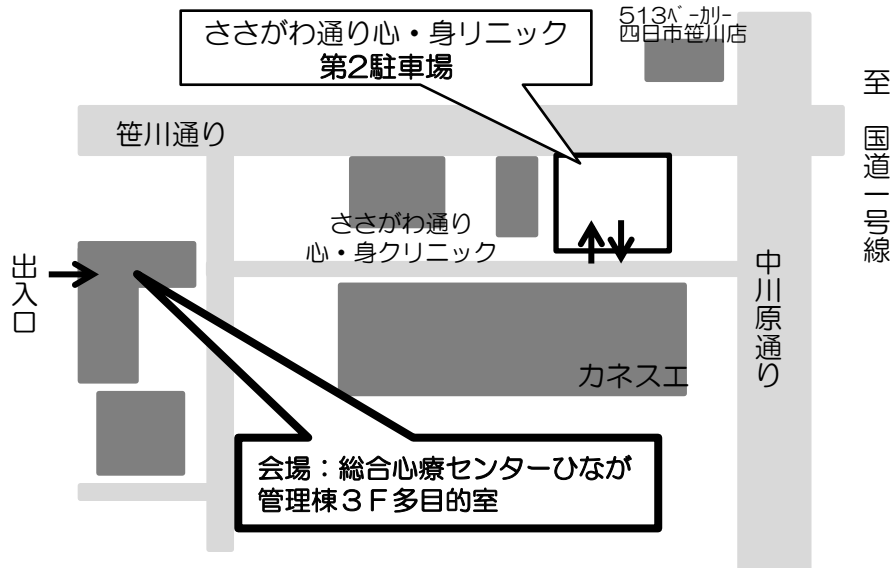 ささがわ通り心・身リニック
第2駐車場
513ﾍﾞｰｶﾘｰ
四日市笹川店
至 国道一号線
笹川通り
ささがわ通り
心・身クリニック
出入口
中川原通り
カネスエ
会場：総合心療センターひなが
管理棟３Ｆ多目的室